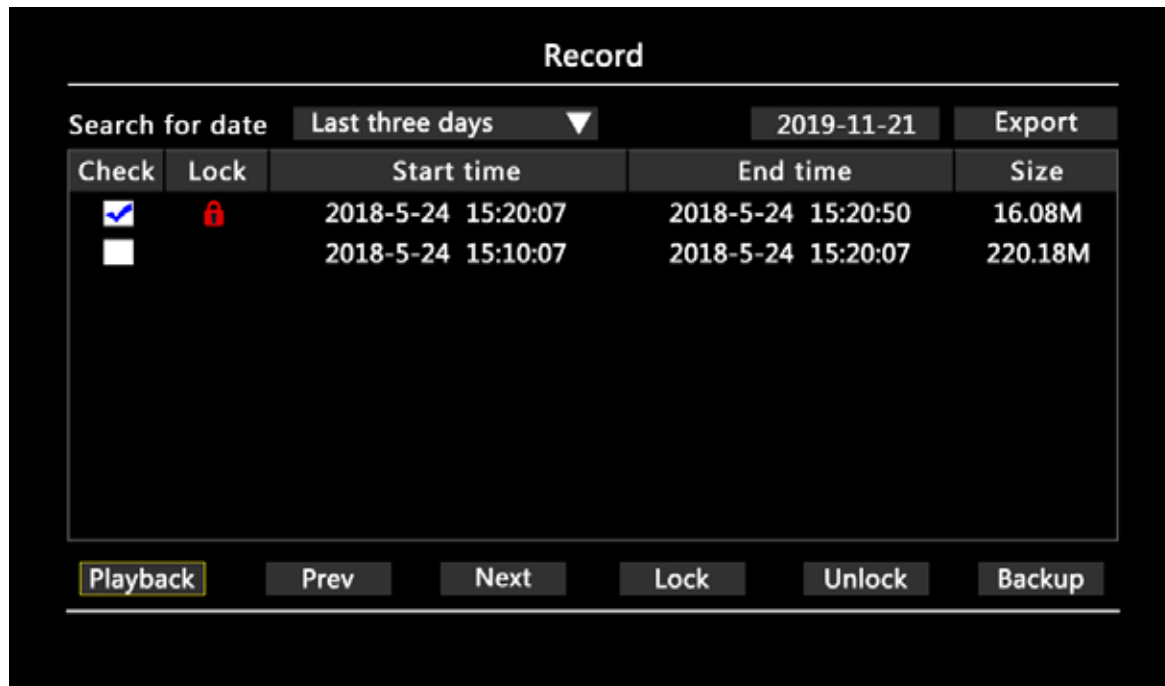 Record
Search for date Last three days 2019-11-21 Export
Check Lock Start time End time Size
2018-5-24 15:20:07 2018-5-24 15:20:50 16.08M
2018-5-24 15:10:07 2018-5-24 15:20:07 220.18M
Playback Prev Next Lock Unlock Backup